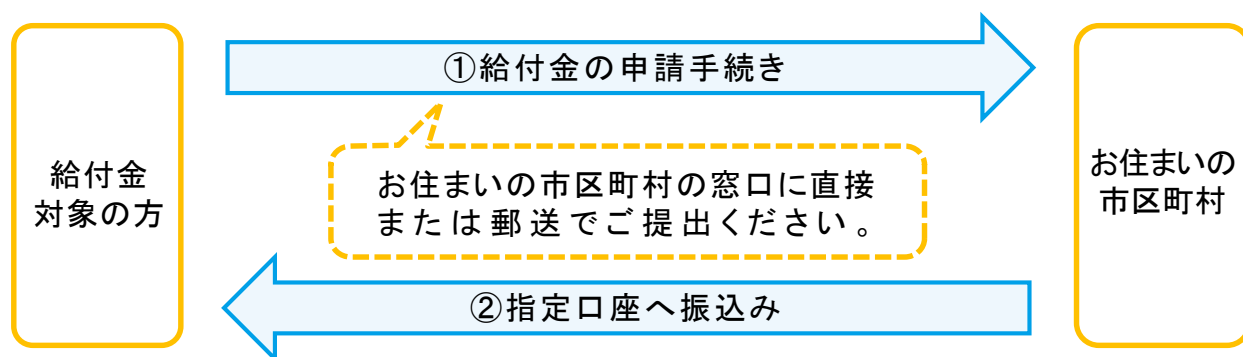 ①給付金の申請手続き
給付金
対象の方
お住まいの市区町村の窓口に直接
または郵送でご提出ください。
お住まいの
市区町村
②指定口座へ振込み